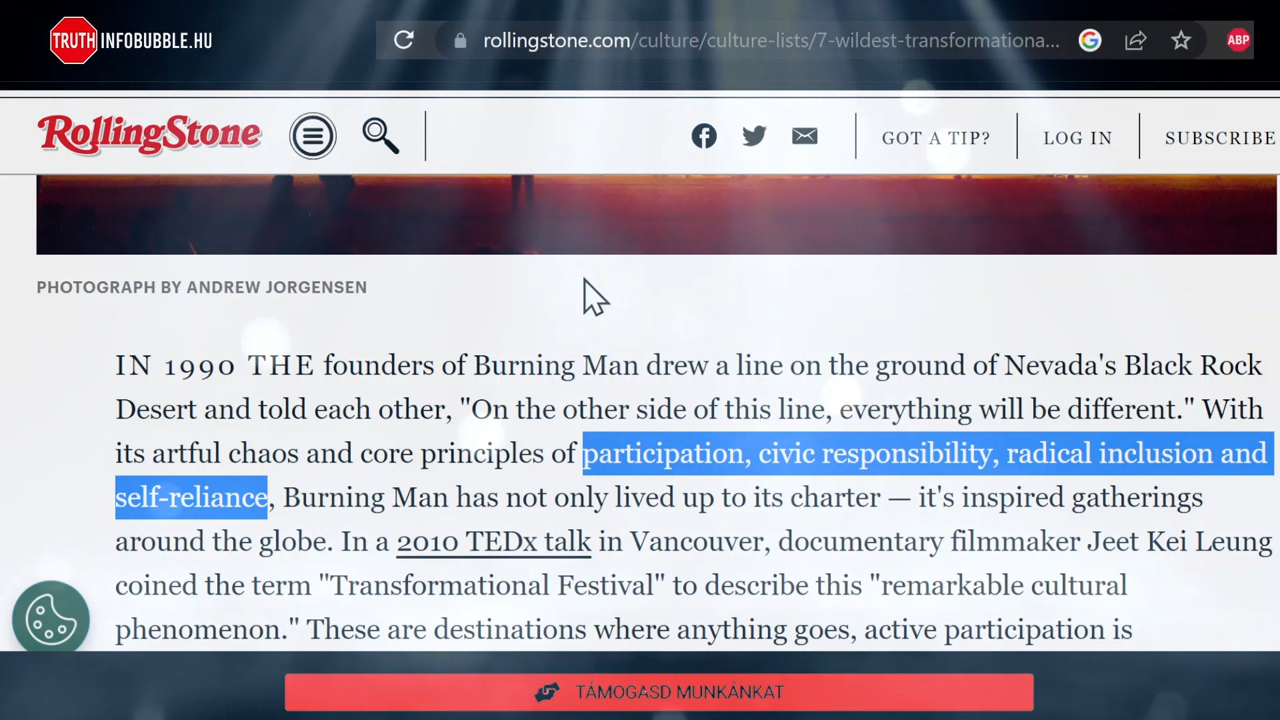 TRUTH INFOBUBBLE.HU
rollingstone.com/culture/culture-lists/7-wildest-transformationa...
ABP
RollingStone
GOT A TIP?
LOG IN
SUBSCRIBE
PHOTOGRAPH BY ANDREW JORGENSEN
IN 1990 THE founders of Burning Man drew a line on the ground of Nevada's Black Rock
Desert and told each other, "On the other side of this line, everything will be different." With
its artful chaos and core principles of participation, civic responsibility, radical inclusion and
self-reliance, Burning Man has not only lived up to its charter — it's inspired gatherings
around the globe. In a 2010 TEDx talk in Vancouver, documentary filmmaker Jeet Kei Leung
coined the term "Transformational Festival" to describe this "remarkable cultural
phenomenon." These are destinations where anything goes, active participation is
TÁMOGASD MUNKÁNKAT